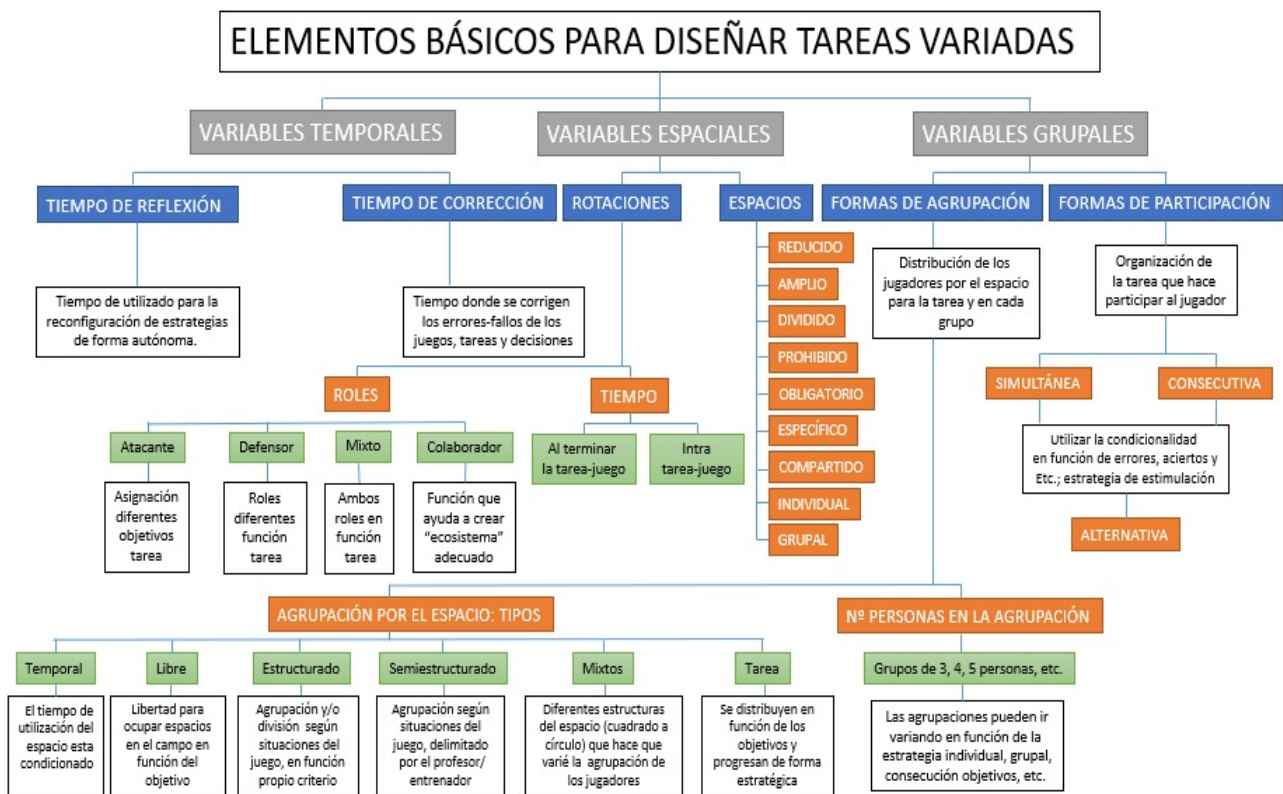 ELEMENTOS BÁSICOS PARA DISEÑAR TAREAS VARIADAS
VARIABLES TEMPORALES
VARIABLES ESPACIALES
VARIABLES GRUPALES
TIEMPO DE REFLEXIÓN
TIEMPO DE CORRECCIÓN
ROTACIONES
ESPACIOS
FORMAS DE AGRUPACIÓN
FORMAS DE PARTICIPACIÓN
Tiempo de utilizado para la
reconfiguración de estrategias
de forma autónoma.
Tiempo donde se corrigen
los errores-fallos de los
juegos, tareas y decisiones
REDUCIDO
AMPLIO
DIVIDIDO
PROHIBIDO
OBLIGATORIO
ESPECÍFICO
COMPARTIDO
INDIVIDUAL
GRUPAL
Distribución de los
jugadores por el espacio
para la tarea y en cada
grupo
Organización de
la tarea que hace
participar al jugador
SIMULTÁNEA
CONSECUTIVA
Utilizar la condicionalidad
en función de errores, aciertos y
Etc.; estrategia de estimulación
ALTERNATIVA
ROLES
TIEMPO
Atacante
Defensor
Mixto
Colaborador
Al terminar
la tarea-juego
Intra
tarea-juego
Asignación
diferentes
objetivos
tarea
Roles
diferentes
función
tarea
Ambos
roles en
función
tarea
Función que
ayuda a crear
“ecosistema”
adecuado
AGRUPACIÓN POR EL ESPACIO: TIPOS
Nº PERSONAS EN LA AGRUPACIÓN
Temporal
Libre
Estructurado
Semiestructurado
Mixtos
Tarea
Grupos de 3, 4, 5 personas, etc.
El tiempo de
utilización del
espacio esta
condicionado
Libertad para
ocupar espacios
en el campo en
función del
objetivo
Agrupación y/o
división según
situaciones del
juego, en función
propio criterio
Agrupación según
situaciones del
juego, delimitado
por el profesor/
entrenador
Diferentes estructuras
del espacio (cuadrado a
círculo) que hace que
varié la agrupación de
los jugadores
Se distribuyen en
función de los
objetivos y
progresan de forma
estratégica
Las agrupaciones pueden ir
variando en función de la
estrategia individual, grupal,
consecución objetivos, etc.